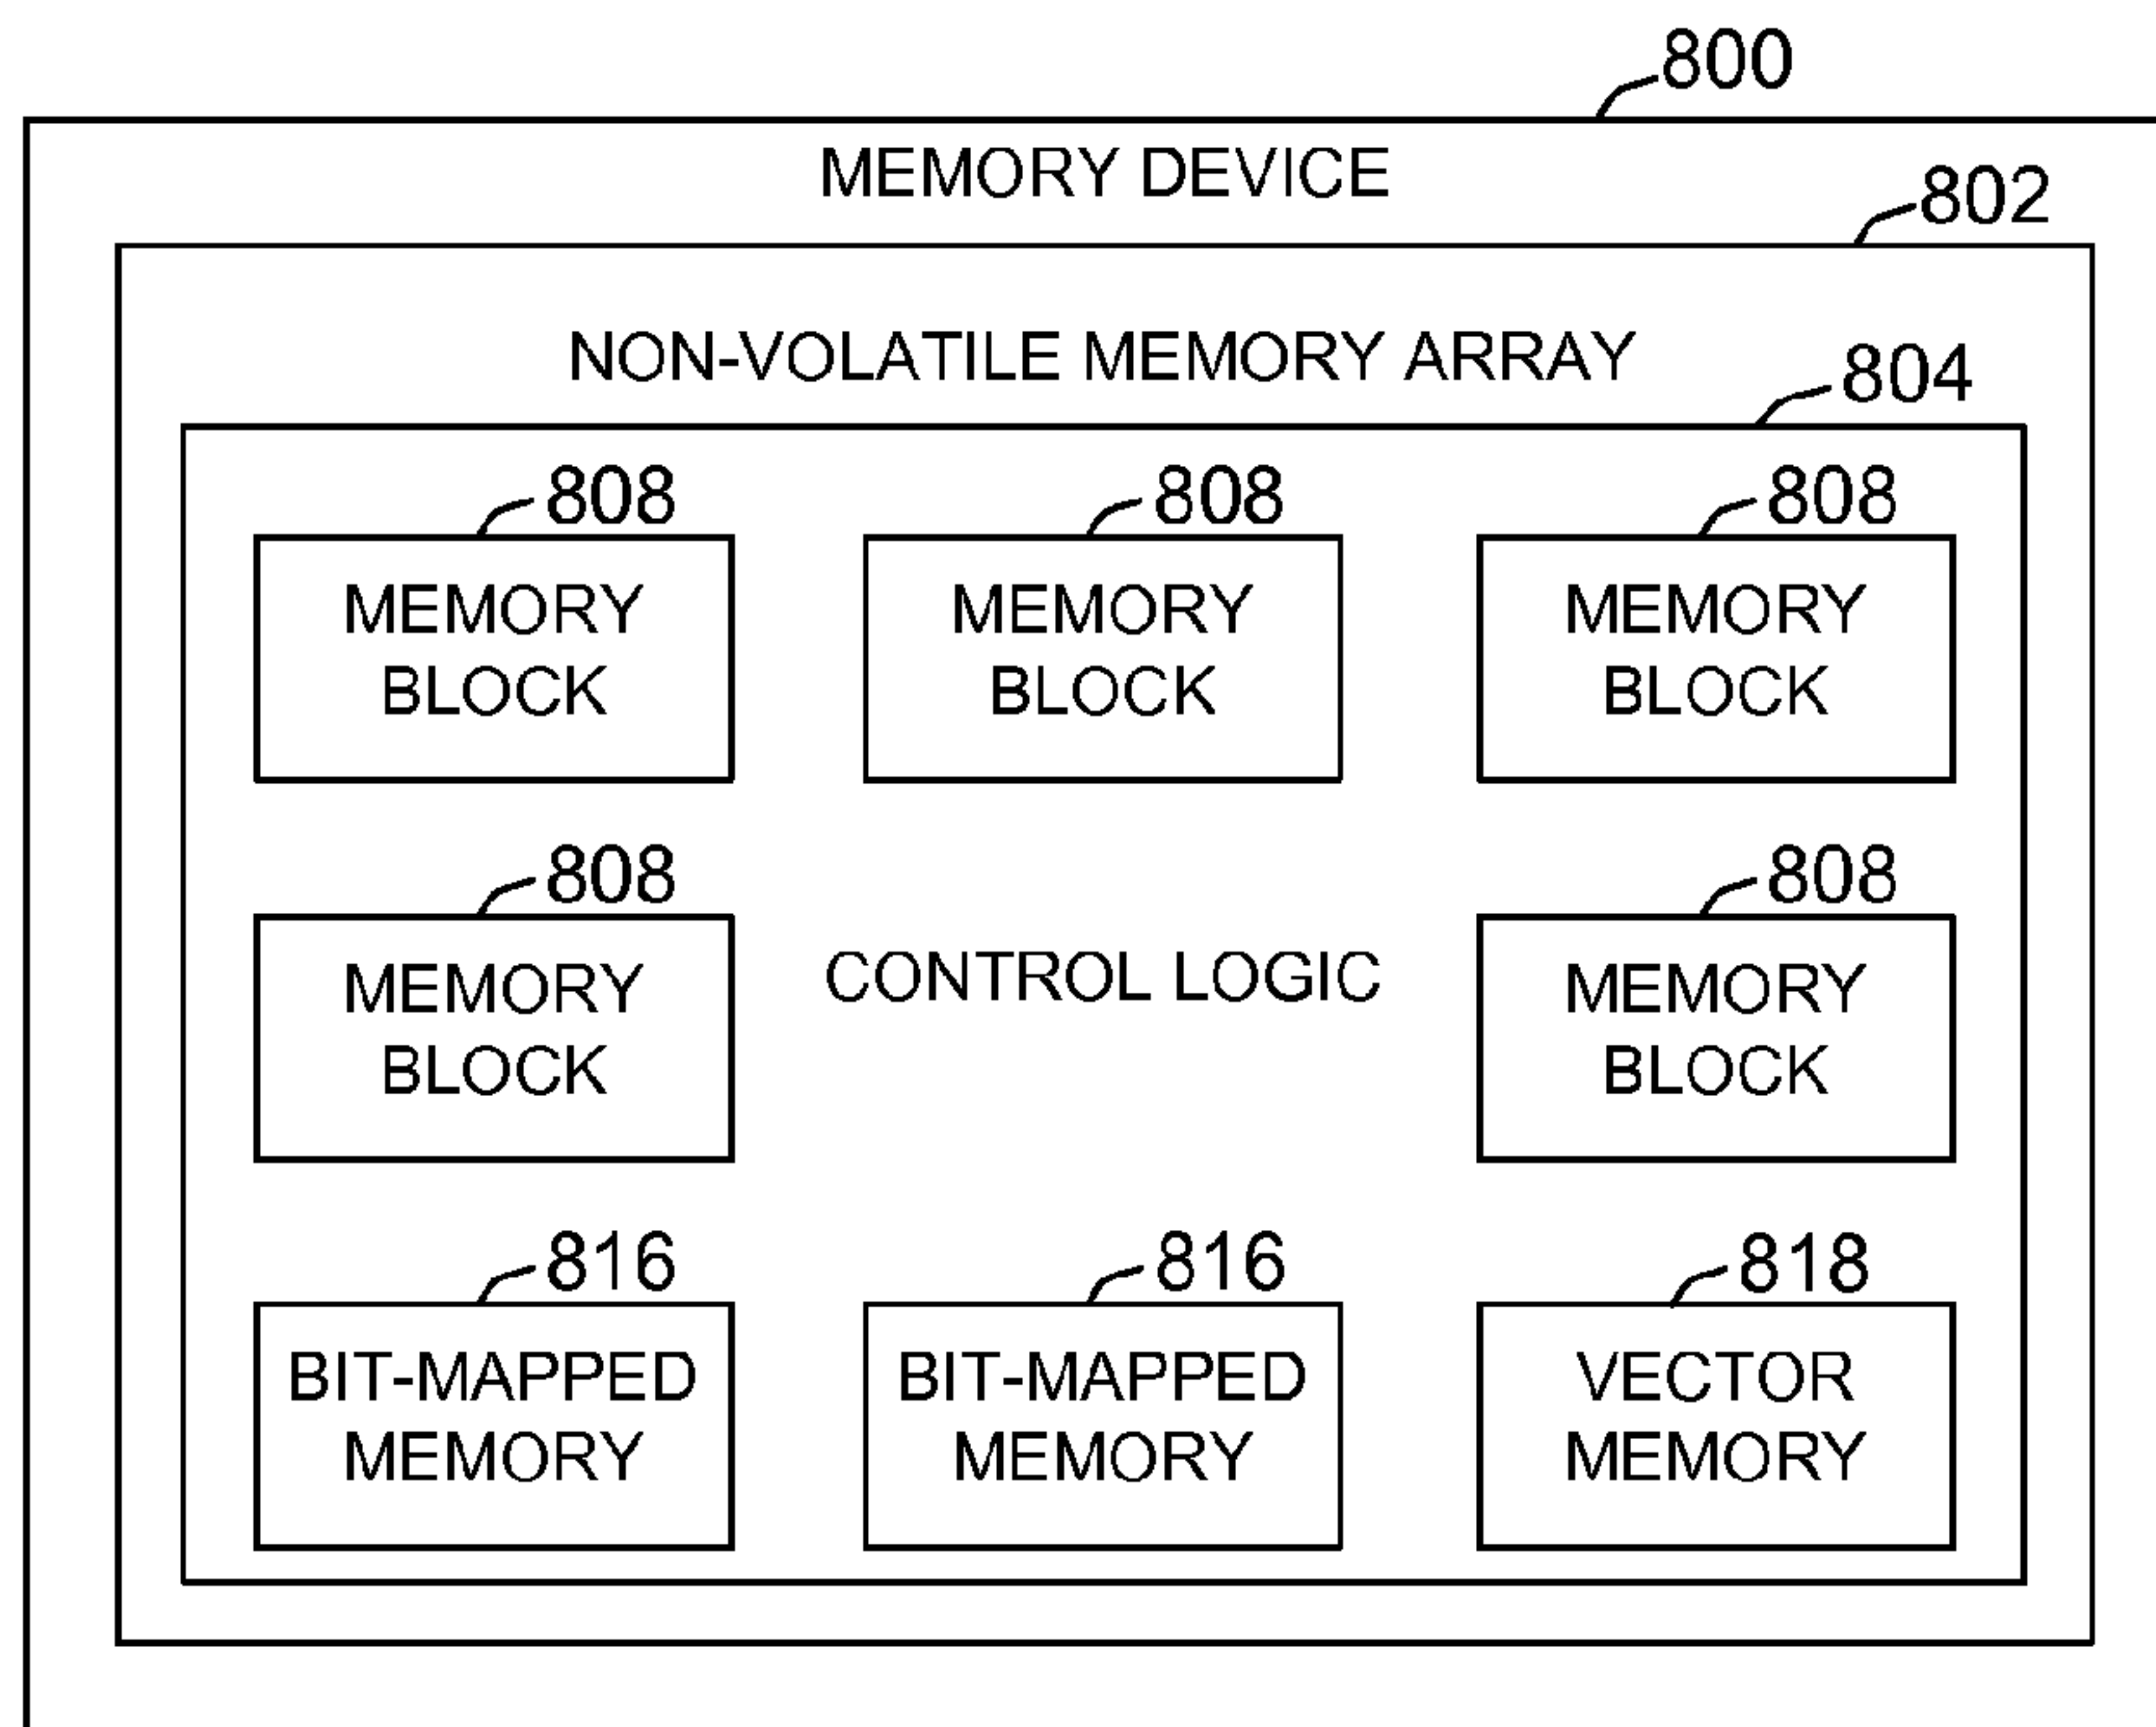 800
MEMORY DEVICE
802
NON-VOLATILE MEMORY ARRAY
804
808 808 808
MEMORY BLOCK
MEMORY BLOCK
MEMORY BLOCK
808 808
MEMORY BLOCK
CONTROL LOGIC
MEMORY BLOCK
816 816 818
BIT-MAPPED MEMORY
BIT-MAPPED MEMORY
VECTOR MEMORY